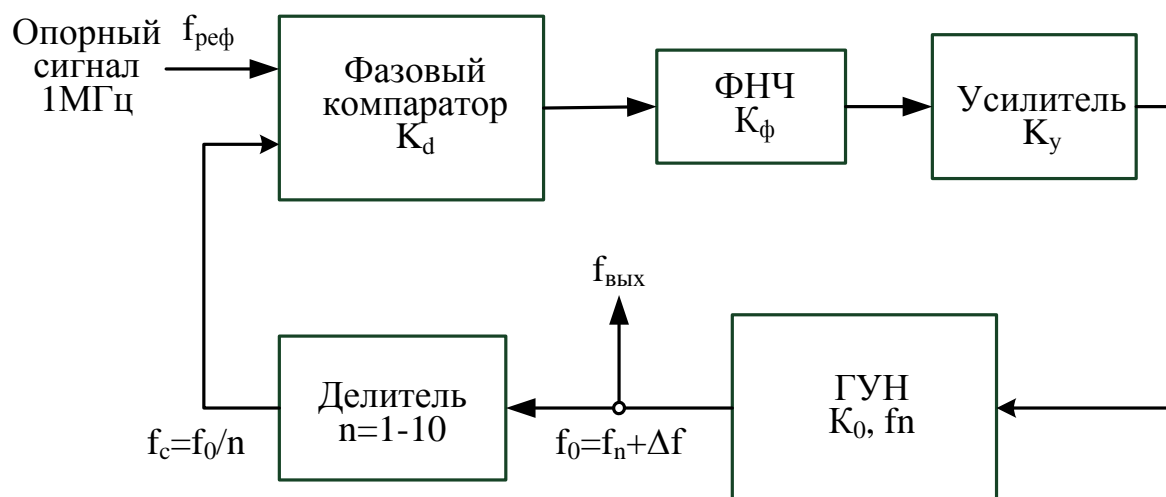 Опорный
сигнал
1МГц
fреф
Фазовый
компаратор
Kd
ФНЧ
Kф
Усилитель
Kу
fвых
Делитель
n=1-10
ГУН
K0, fn
fс=f0/n
f0=fn+Δf